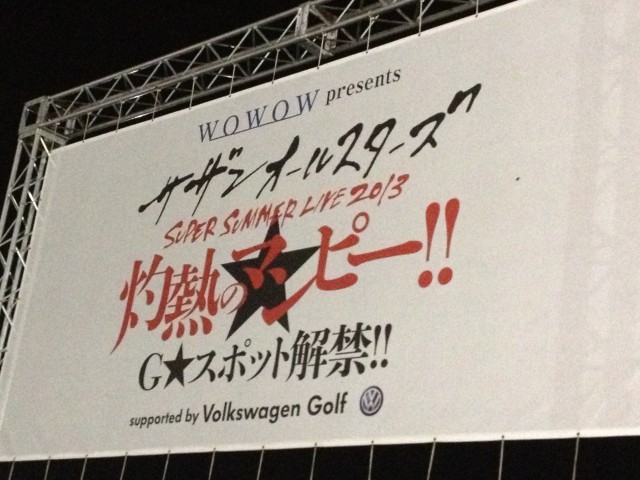 WOWOW presents
サザンオールスターズ
SUPER SUMMER LIVE 2013
灼熱のマンピー!!
G★スポット解禁!!
supported by Volkswagen Golf